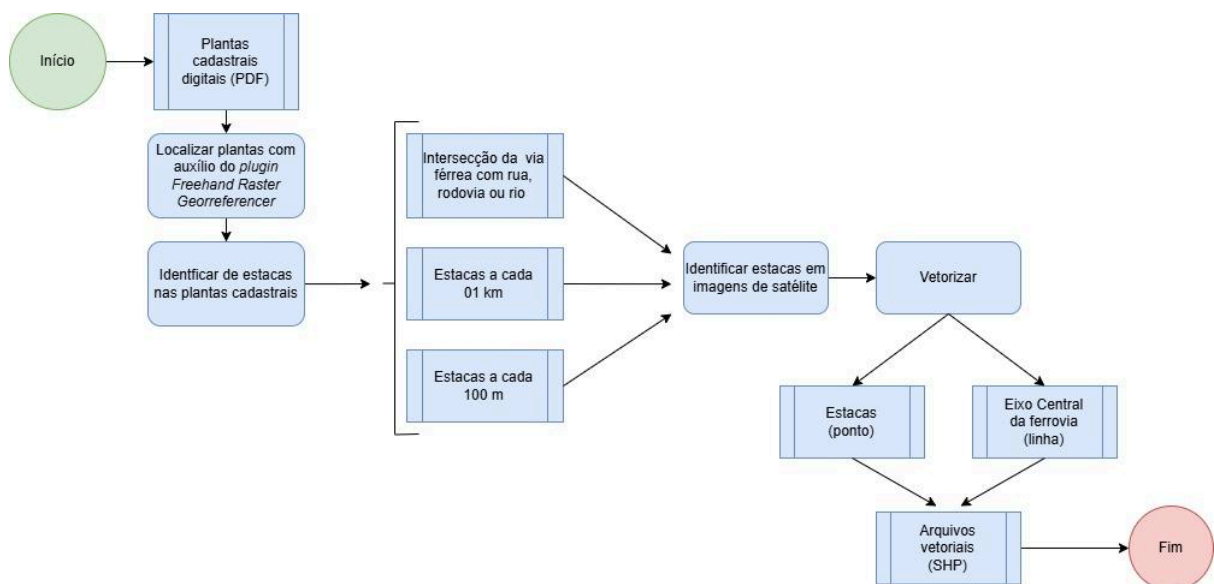 Início
Plantas
cadastrais
digitais (PDF)
Localizar plantas com
auxílio do plugin
Freehand Raster
Georreferencer
Identficar de estacas
nas plantas cadastrais
Intersecção da via
férrea com rua,
rodovia ou rio
Estacas a cada
01 km
Estacas a cada
100 m
Identificar estacas em
imagens de satélite
Vetorizar
Estacas
(ponto)
Eixo Central
da ferrovia
(linha)
Arquivos
vetoriais
(SHP)
Fim